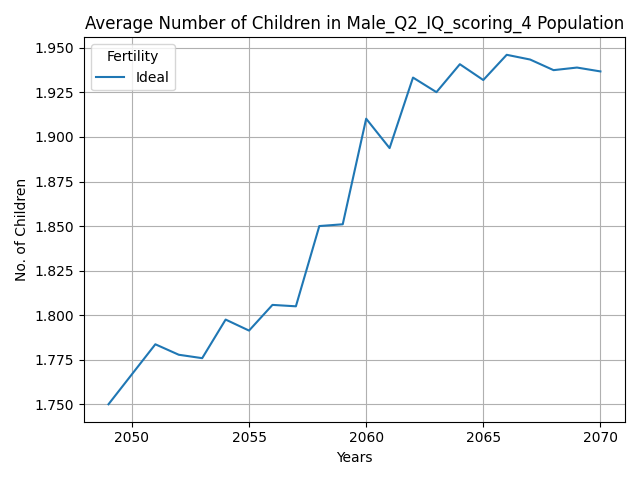 Average Number of Children in Male_Q2_IQ_scoring_4 Population
Fertility
Ideal
1.950
1.925
1.900
1.875
1.850
1.825
1.800
1.775
1.750
No. of Children
2050 2055 2060 2065 2070
Years